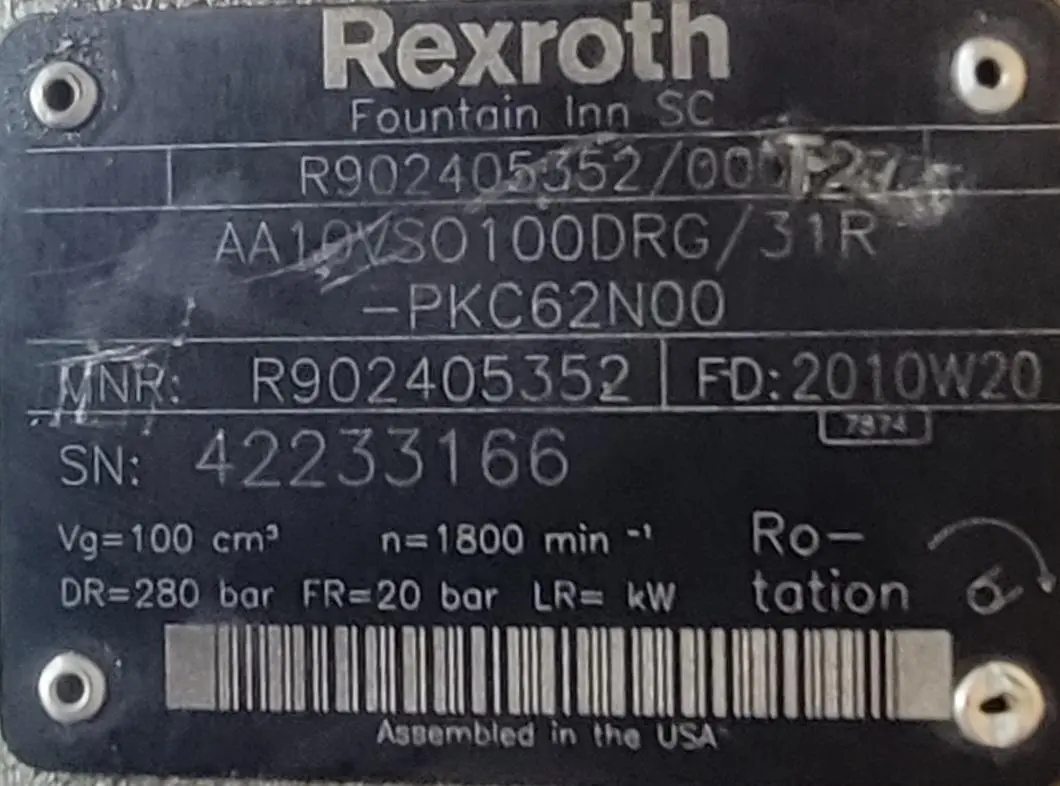 Rexroth
Fountain Inn SC
R902405352/000
AA10VSO100DRG/31R
-PKC62N00
MNR: R902405352 FD: 2010W20
7874
SN: 42233166
Vg=100 cm³ n=1800 min ⁻¹ Ro-
DR=280 bar FR=20 bar LR= kW tation
Assembled in the USA